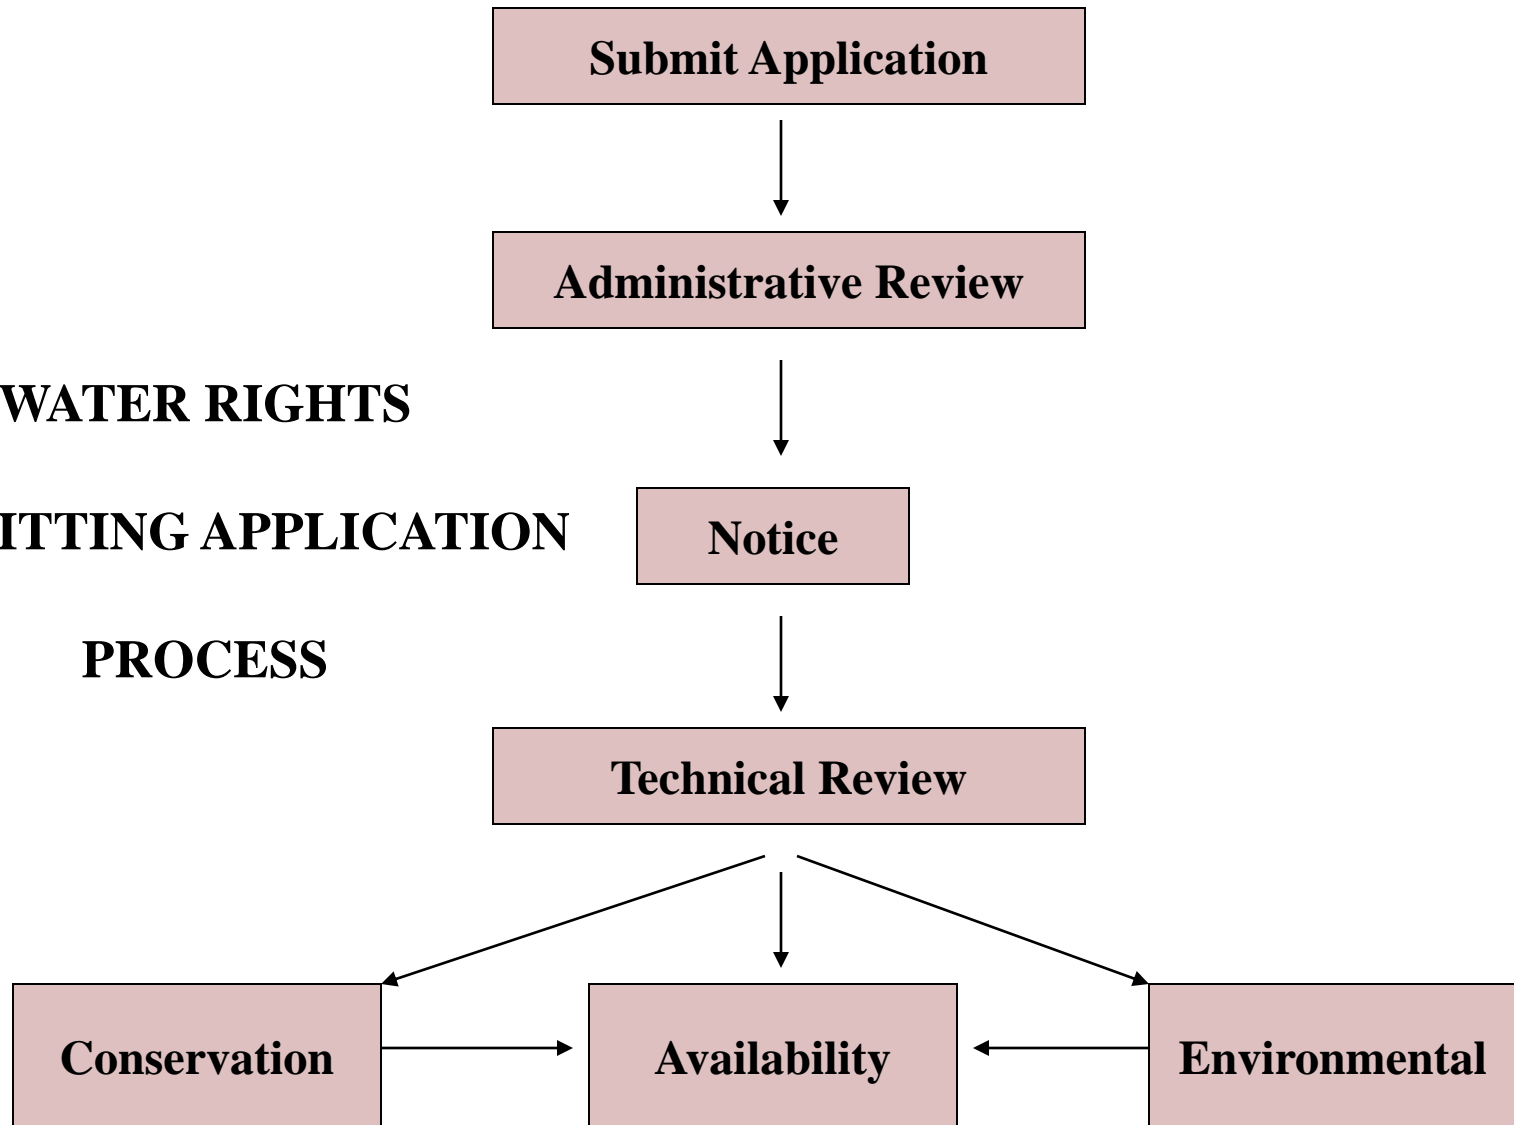 Submit Application
Administrative Review
WATER RIGHTS
ITTING APPLICATION
Notice
PROCESS
Technical Review
Conservation
Availability
Environmental